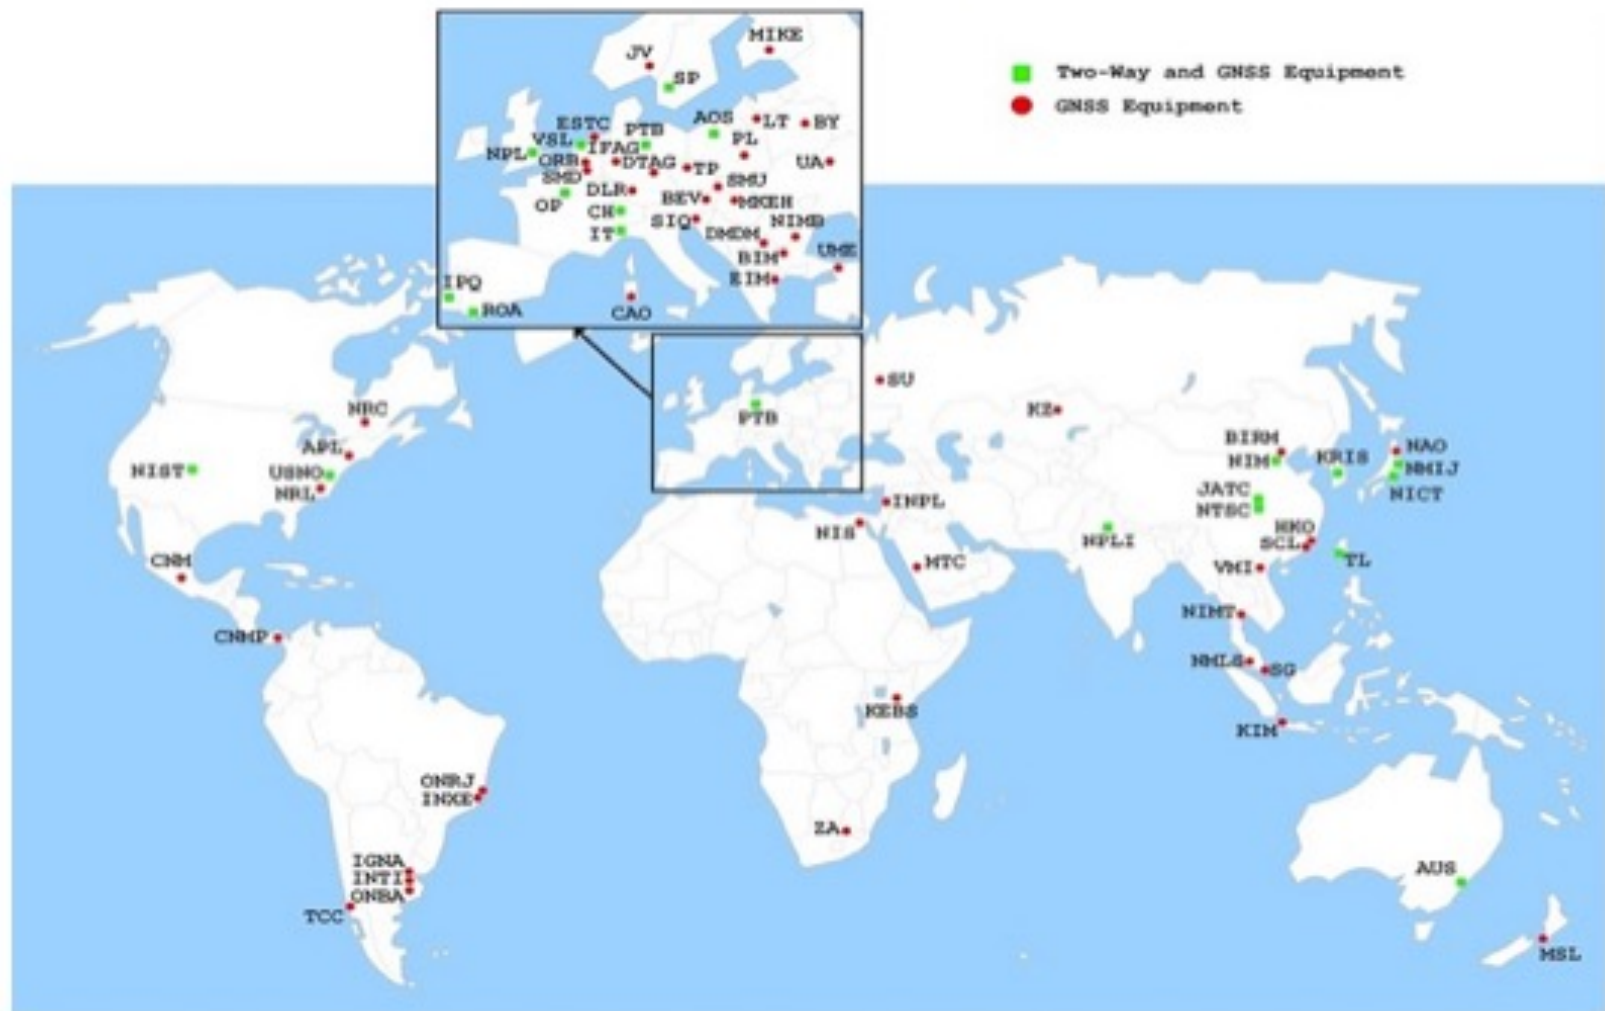 Two-Way and GNSS Equipment
GNSS Equipment
MIKE
JV
SP
ESTC
PTB
AOS
LT
BY
VSL
IFAG
PL
NPL
ORB
DTAG
TP
UA
SMD
SMU
DLR
BEV
MKEH
OP
CH
SIQ
NIMB
IT
DMDM
UME
BIM
EIM
IPQ
ROA
CAO
SU
NRC
PTB
KZ
APL
BIRM
NAO
NIST
USNO
NIM
KRIS
NMIJ
NRL
JATC
NICT
INPL
NTSC
NIS
NPLI
HKO
SCL
CNM
MTC
VMI
TL
NIMT
CNMP
NMLS
SG
KEBS
KIM
ONRJ
INXE
ZA
IGNA
INTI
AUS
ONBA
TCC
MSL